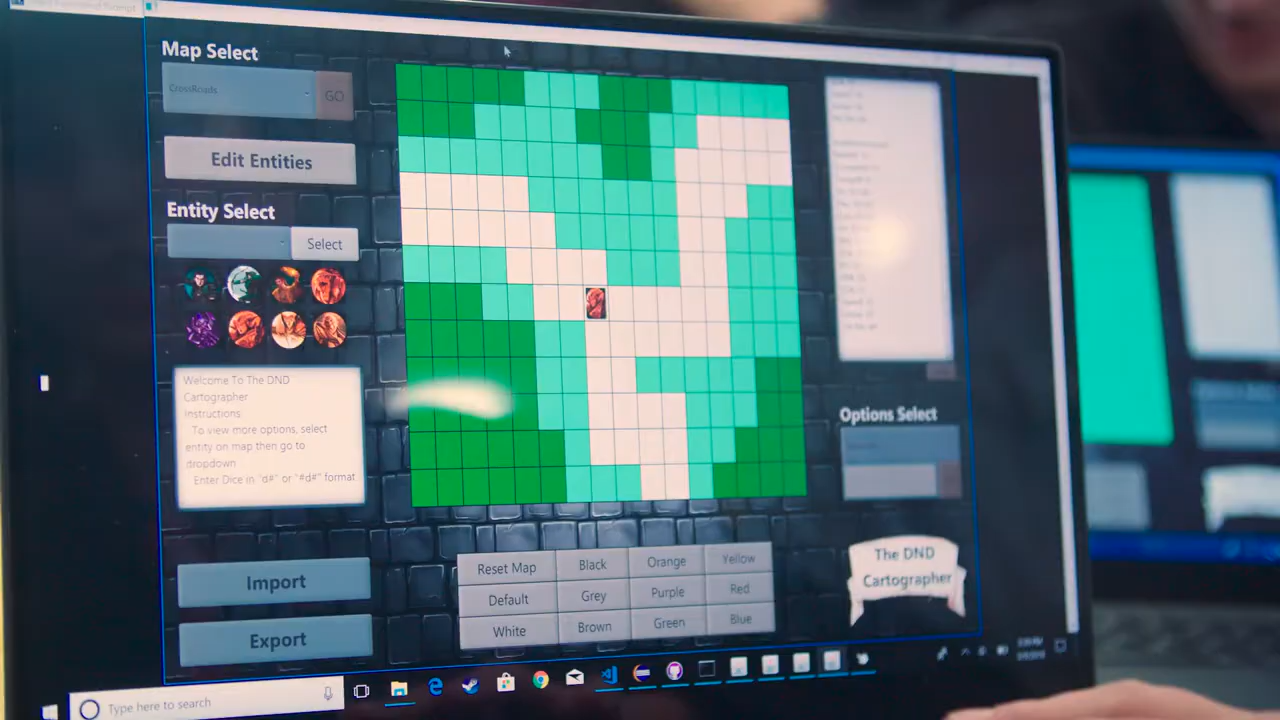 Map Select
CrossRoads
GO
Edit Entities
Entity Select
Select
Welcome To The DND
Cartographer
Instructions
To view more options, select
entity on map then go to
dropdown
Enter Dice in "d#" or "#d#" format
Import
Export
Reset Map
Black
Orange
Yellow
Default
Grey
Purple
Red
White
Brown
Green
Blue
Options Select
The DND
Cartographer
Type here to search